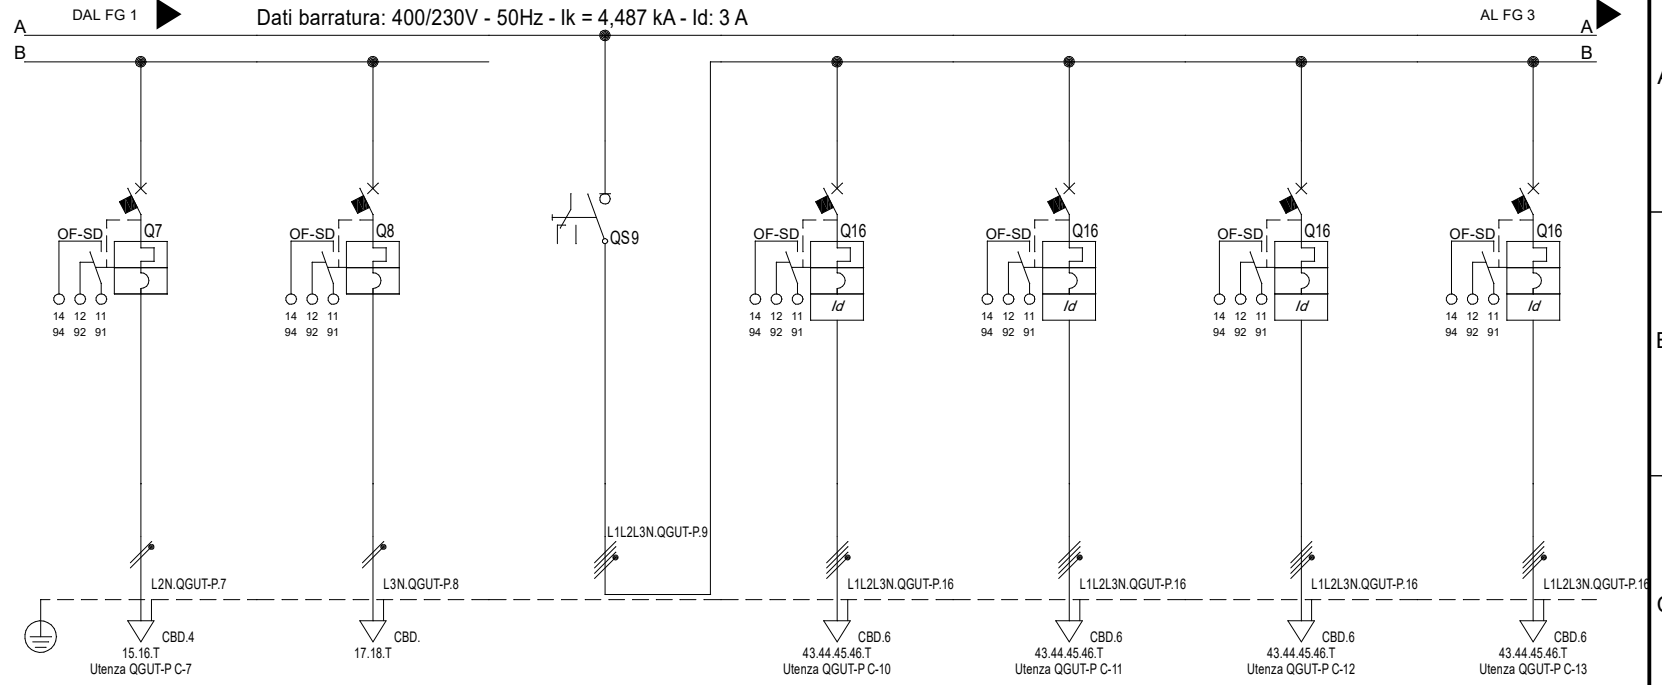 DAL FG 1
Dati barratura: 400/230V - 50Hz - Ik = 4,487 kA - Id: 3 A
AL FG 3
A
A
B
B
OF-SD
Q7
OF-SD
Q8
QS9
OF-SD
Q16
OF-SD
Q16
OF-SD
Q16
OF-SD
Q16
Id
Id
Id
Id
14 12 11
94 92 91
14 12 11
94 92 91
14 12 11
94 92 91
14 12 11
94 92 91
14 12 11
94 92 91
14 12 11
94 92 91
L1L2L3N.QGUT-P.9
L2N.QGUT-P.7
L3N.QGUT-P.8
L1L2L3N.QGUT-P.16
L1L2L3N.QGUT-P.16
L1L2L3N.QGUT-P.16
L1L2L3N.QGUT-P.16
CBD.4
15.16.T
Utenza QGUT-P C-7
CBD.
17.18.T
CBD.6
43.44.45.46.T
Utenza QGUT-P C-10
CBD.6
43.44.45.46.T
Utenza QGUT-P C-11
CBD.6
43.44.45.46.T
Utenza QGUT-P C-12
CBD.6
43.44.45.46.T
Utenza QGUT-P C-13